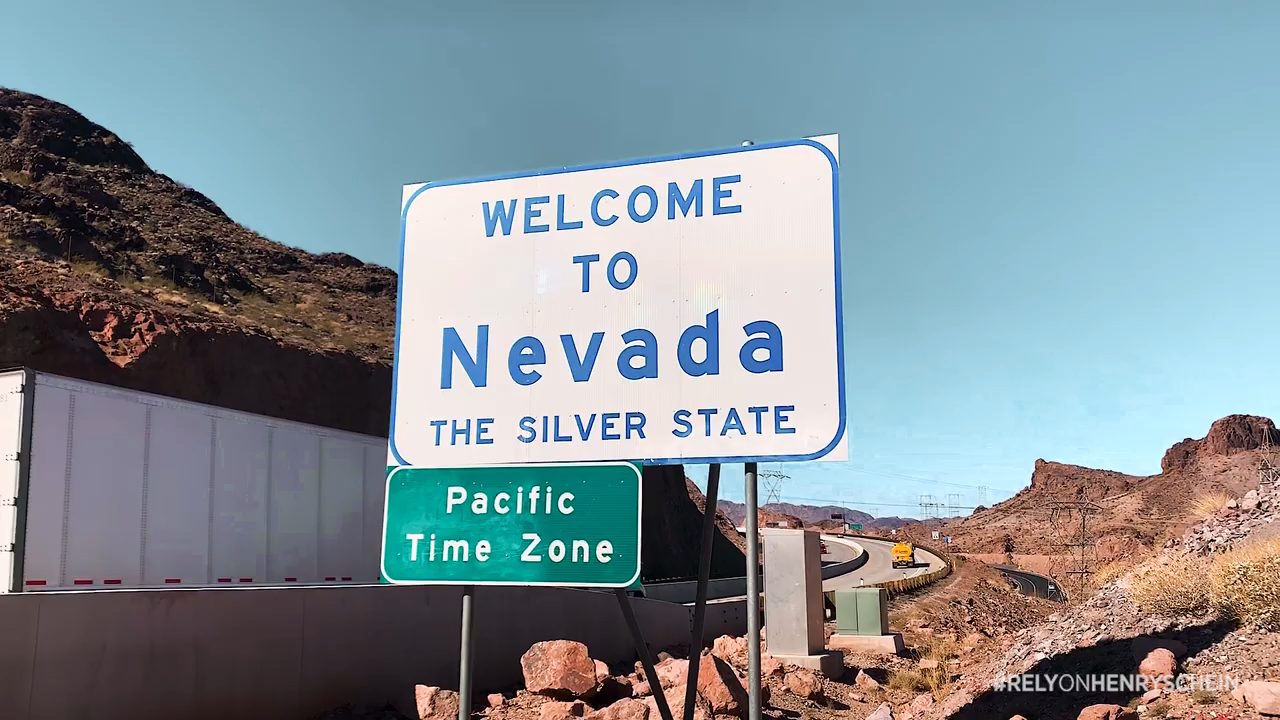 WELCOME
TO
Nevada
THE SILVER STATE
Pacific
Time Zone
#RELYONHENRYSCHEIN